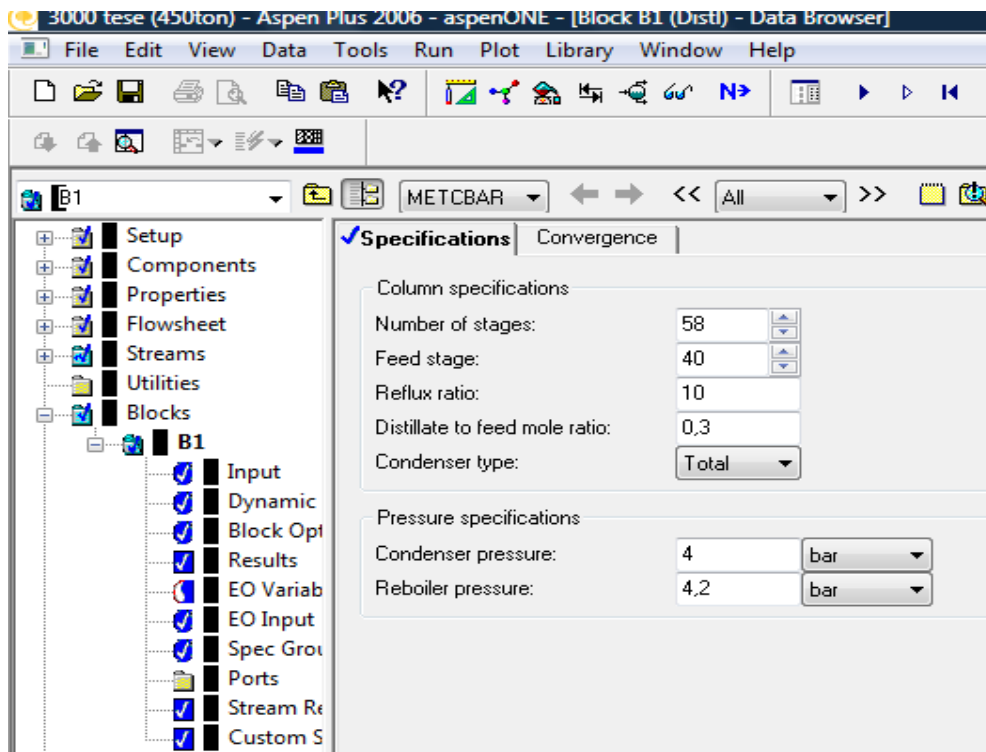 3000 tese (450ton) - Aspen Plus 2006 - aspenONE - [Block B1 (Distl) - Data Browser]
File Edit View Data Tools Run Plot Library Window Help
N
B1 METCBAR << All >>
Setup
Components
Properties
Flowsheet
Streams
Utilities
Blocks
B1
Input
Dynamic
Block Opt
Results
EO Variab
EO Input
Spec Grou
Ports
Stream Re
Custom S
Specifications Convergence
Column specifications
Number of stages: 58
Feed stage: 40
Reflux ratio: 10
Distillate to feed mole ratio: 0,3
Condenser type: Total
Pressure specifications
Condenser pressure: 4 bar
Reboiler pressure: 4,2 bar